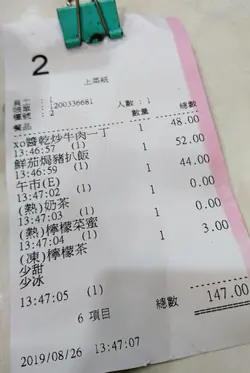 2
上菜紙
員工:
單號: 200336681
檯號: 2 人數: 1
餐品 數量 總數
xo醬乾炒牛肉一丁 1 48.00
13:46:57 (1)
鮮茄焗豬扒飯 1 52.00
13:46:59 (1)
午市(E) 1 44.00
13:47:02 (1)
(熱)奶茶 1 0.00
13:47:03 (1)
(熱)檸檬菜蜜 1 0.00
13:47:04 (1)
(凍)檸檬茶 1 3.00
少甜
少冰
13:47:05 (1)
6 項目 總數 147.00
2019/08/26 13:47:07